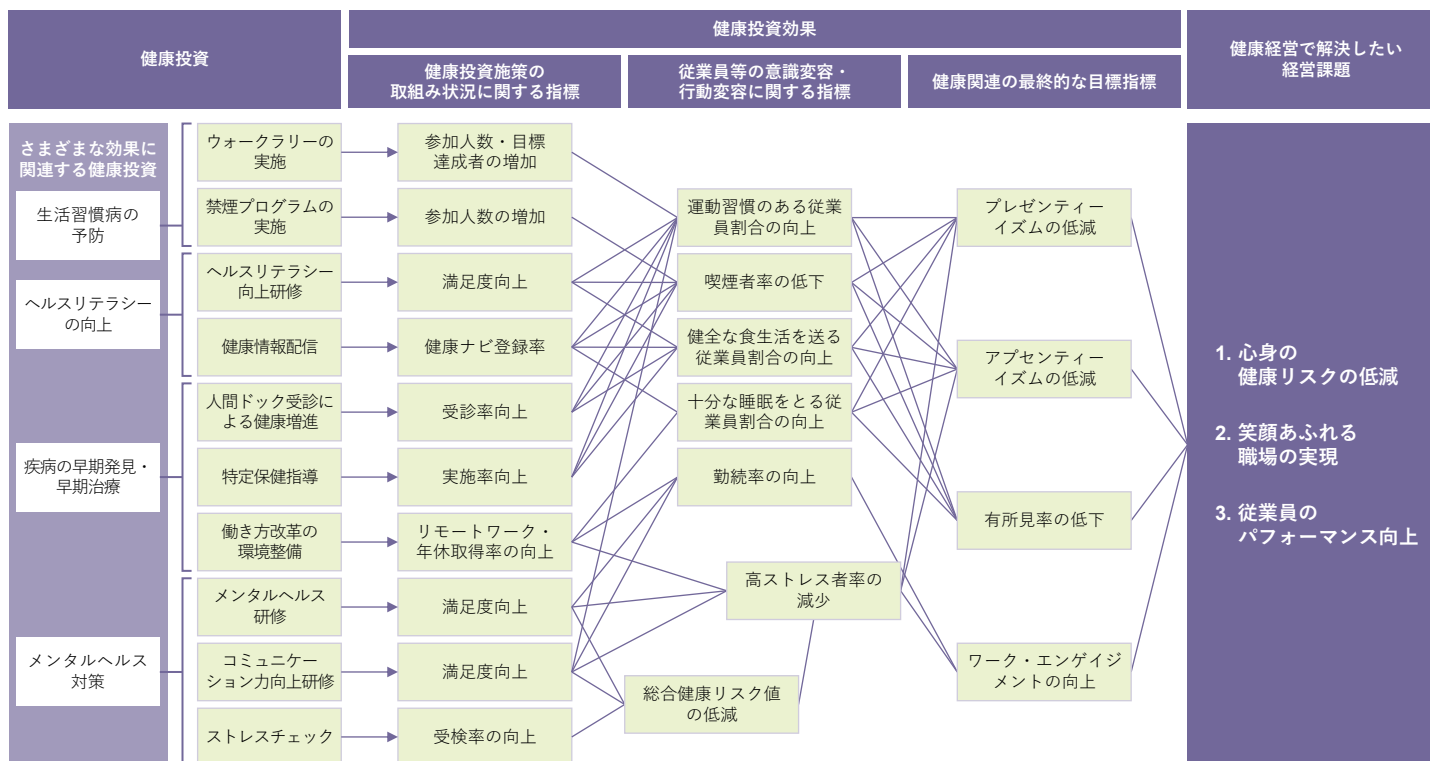 健康投資
健康投資効果
健康投資施策の
取組み状況に関する指標
従業員等の意識変容・
行動変容に関する指標
健康関連の最終的な目標指標
健康経営で解決したい
経営課題
さまざまな効果に
関連する健康投資
生活習慣病の
予防
ヘルスリテラシー
の向上
疾病の早期発見・
早期治療
メンタルヘルス
対策
ウォークラリーの
実施
禁煙プログラムの
実施
ヘルスリテラシー
向上研修
健康情報配信
人間ドック受診に
よる健康増進
特定保健指導
働き方改革の
環境整備
メンタルヘルス
研修
コミュニケー
ション力向上研修
ストレスチェック
参加人数・目標
達成者の増加
参加人数の増加
満足度向上
健康ナビ登録率
受診率向上
実施率向上
リモートワーク・
年休取得率の向上
満足度向上
満足度向上
受検率の向上
運動習慣のある従業
員割合の向上
喫煙者率の低下
健全な食生活を送る
従業員割合の向上
十分な睡眠をとる従
業員割合の向上
勤続率の向上
高ストレス者率の
減少
総合健康リスク値
の低減
プレゼンティー
イズムの低減
アプセンティー
イズムの低減
有所見率の低下
ワーク・エンゲイジ
メントの向上
1. 心身の
健康リスクの低減
2. 笑顔あふれる
職場の実現
3. 従業員の
パフォーマンス向上